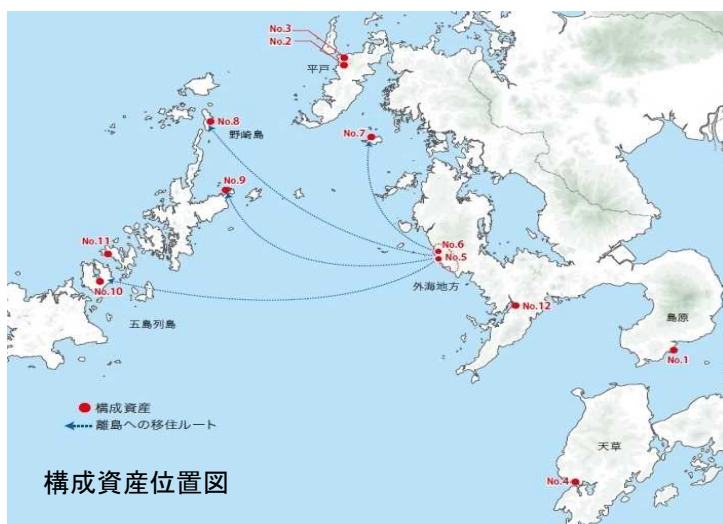 No.3
No.2
平戸
No.8
野崎島
No.7
No.9
No.6
No.5
外海地方
No.11
No.10
五島列島
No.12
島原
No.1
構成資産
離島への移住ルート
天草
No.4
構成資産位置図